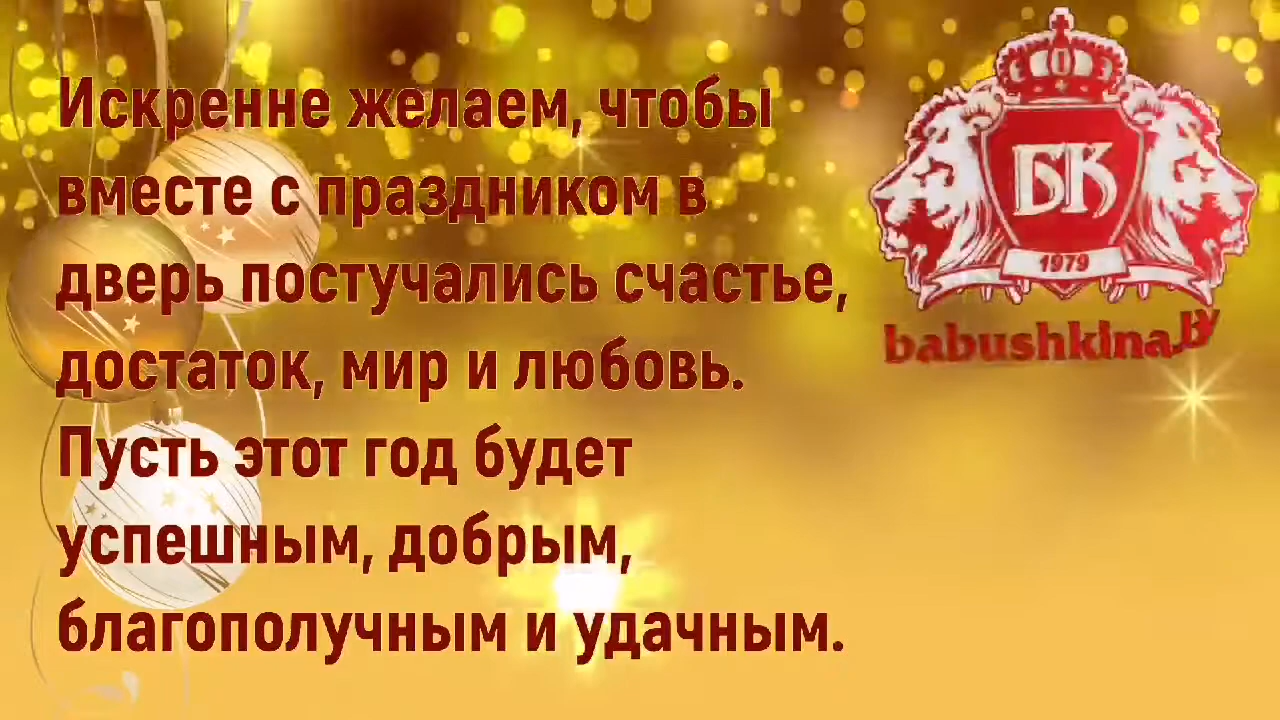 Искренне желаем, чтобы
вместе с праздником в
дверь постучались счастье,
достаток, мир и любовь.
Пусть этот год будет
успешным, добрым,
благополучным и удачным.
БК
1979
babushkina.by